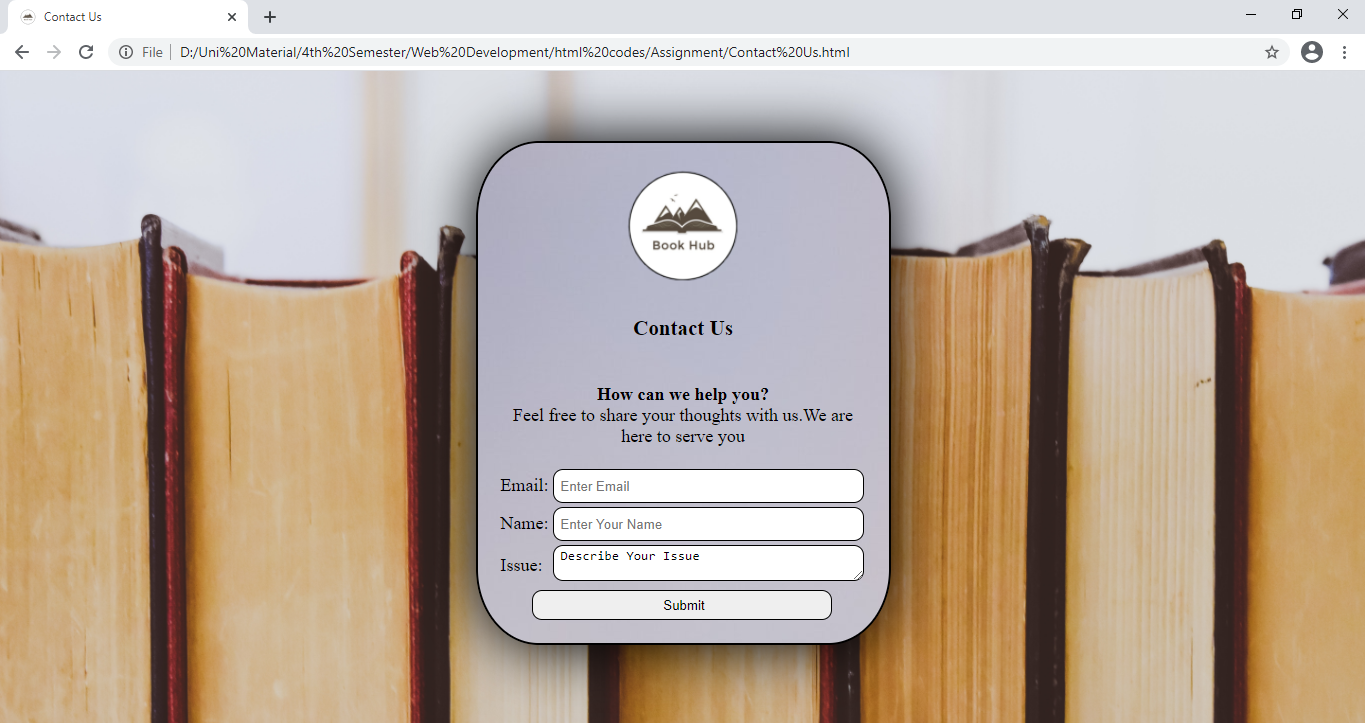 Contact Us
File
D:/Uni%20Material/4th%20Semester/Web%20Development/html%20codes/Assignment/Contact%20Us.html
Book Hub
Contact Us
How can we help you?
Feel free to share your thoughts with us.We are
here to serve you
Email: Enter Email
Name: Enter Your Name
Issue: Describe Your Issue
Submit